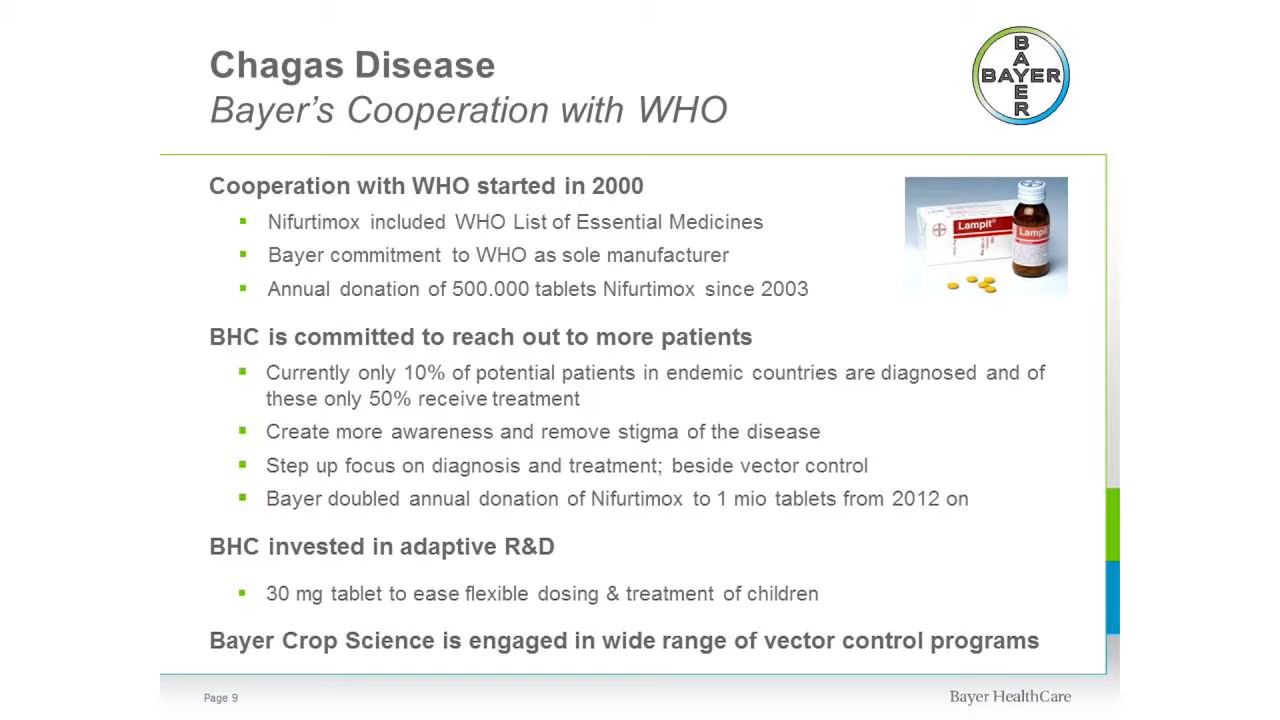 Chagas Disease
Bayer's Cooperation with WHO
BAYER
BAYER
Cooperation with WHO started in 2000
Nifurtimox included WHO List of Essential Medicines
Bayer commitment to WHO as sole manufacturer
Annual donation of 500.000 tablets Nifurtimox since 2003
Lampit®
Lampit
BHC is committed to reach out to more patients
Currently only 10% of potential patients in endemic countries are diagnosed and of
these only 50% receive treatment
Create more awareness and remove stigma of the disease
Step up focus on diagnosis and treatment; beside vector control
Bayer doubled annual donation of Nifurtimox to 1 mio tablets from 2012 on
BHC invested in adaptive R&D
30 mg tablet to ease flexible dosing & treatment of children
Bayer Crop Science is engaged in wide range of vector control programs
Page 9
Bayer HealthCare